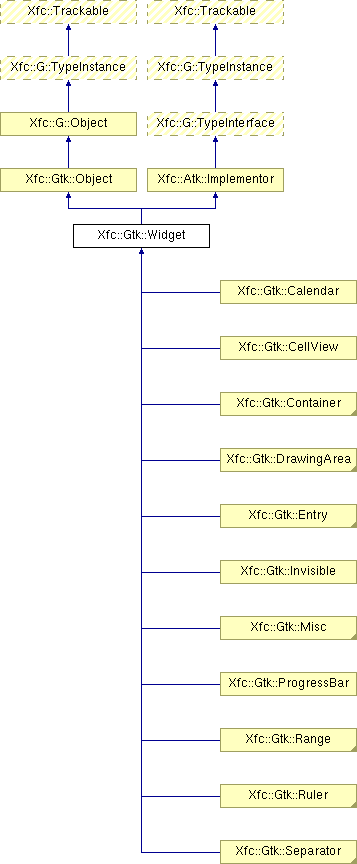 Xfc::Trackable Xfc::Trackable
Xfc::G::TypeInstance Xfc::G::TypeInstance
Xfc::G::Object Xfc::G::TypeInterface
Xfc::Gtk::Object Xfc::Atk::Implementor
Xfc::Gtk::Widget
Xfc::Gtk::Calendar
Xfc::Gtk::CellView
Xfc::Gtk::Container
Xfc::Gtk::DrawingArea
Xfc::Gtk::Entry
Xfc::Gtk::Invisible
Xfc::Gtk::Misc
Xfc::Gtk::ProgressBar
Xfc::Gtk::Range
Xfc::Gtk::Ruler
Xfc::Gtk::Separator